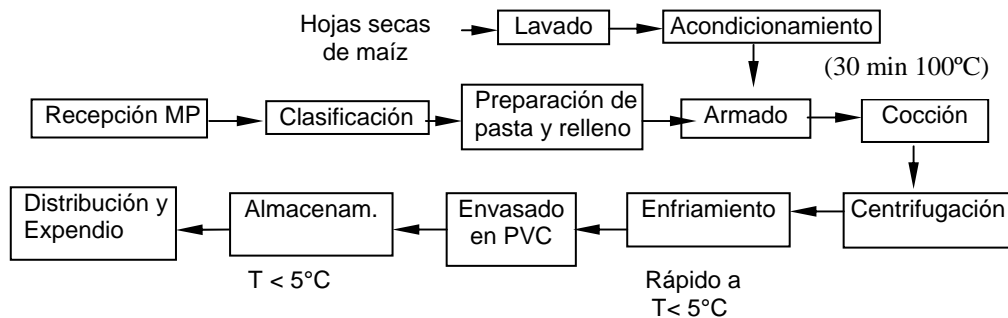 Hojas secas
de maíz
Lavado
Acondicionamiento
(30 min 100ºC)
Recepción MP
Clasificación
Preparación de
pasta y relleno
Armado
Cocción
Distribución y
Expendio
Almacenam.
Envasado
en PVC
Enfriamiento
Centrifugación
T < 5°C
Rápido a
T< 5°C